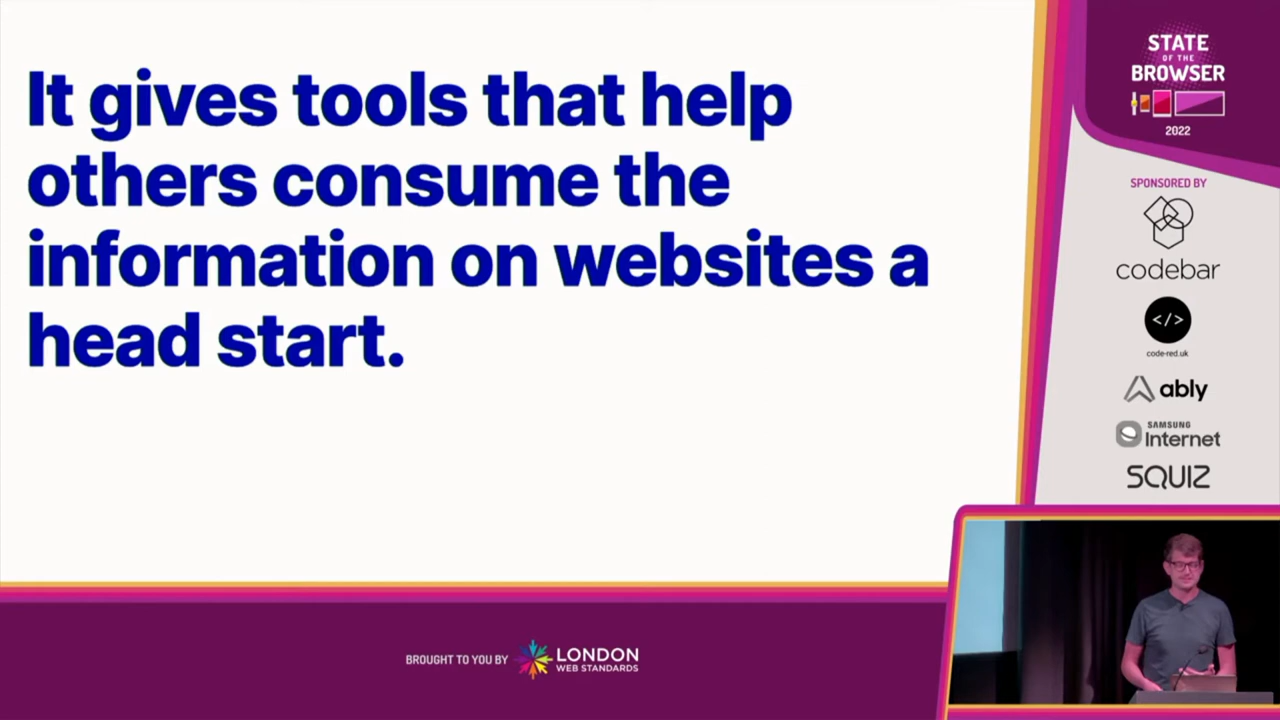 It gives tools that help
others consume the
information on websites a
head start.
STATE
OF THE
BROWSER
2022
SPONSORED BY
codebar
</>
code-red.uk
ably
SAMSUNG
Internet
SQUIZ
BROUGHT TO YOU BY
LONDON
WEB STANDARDS